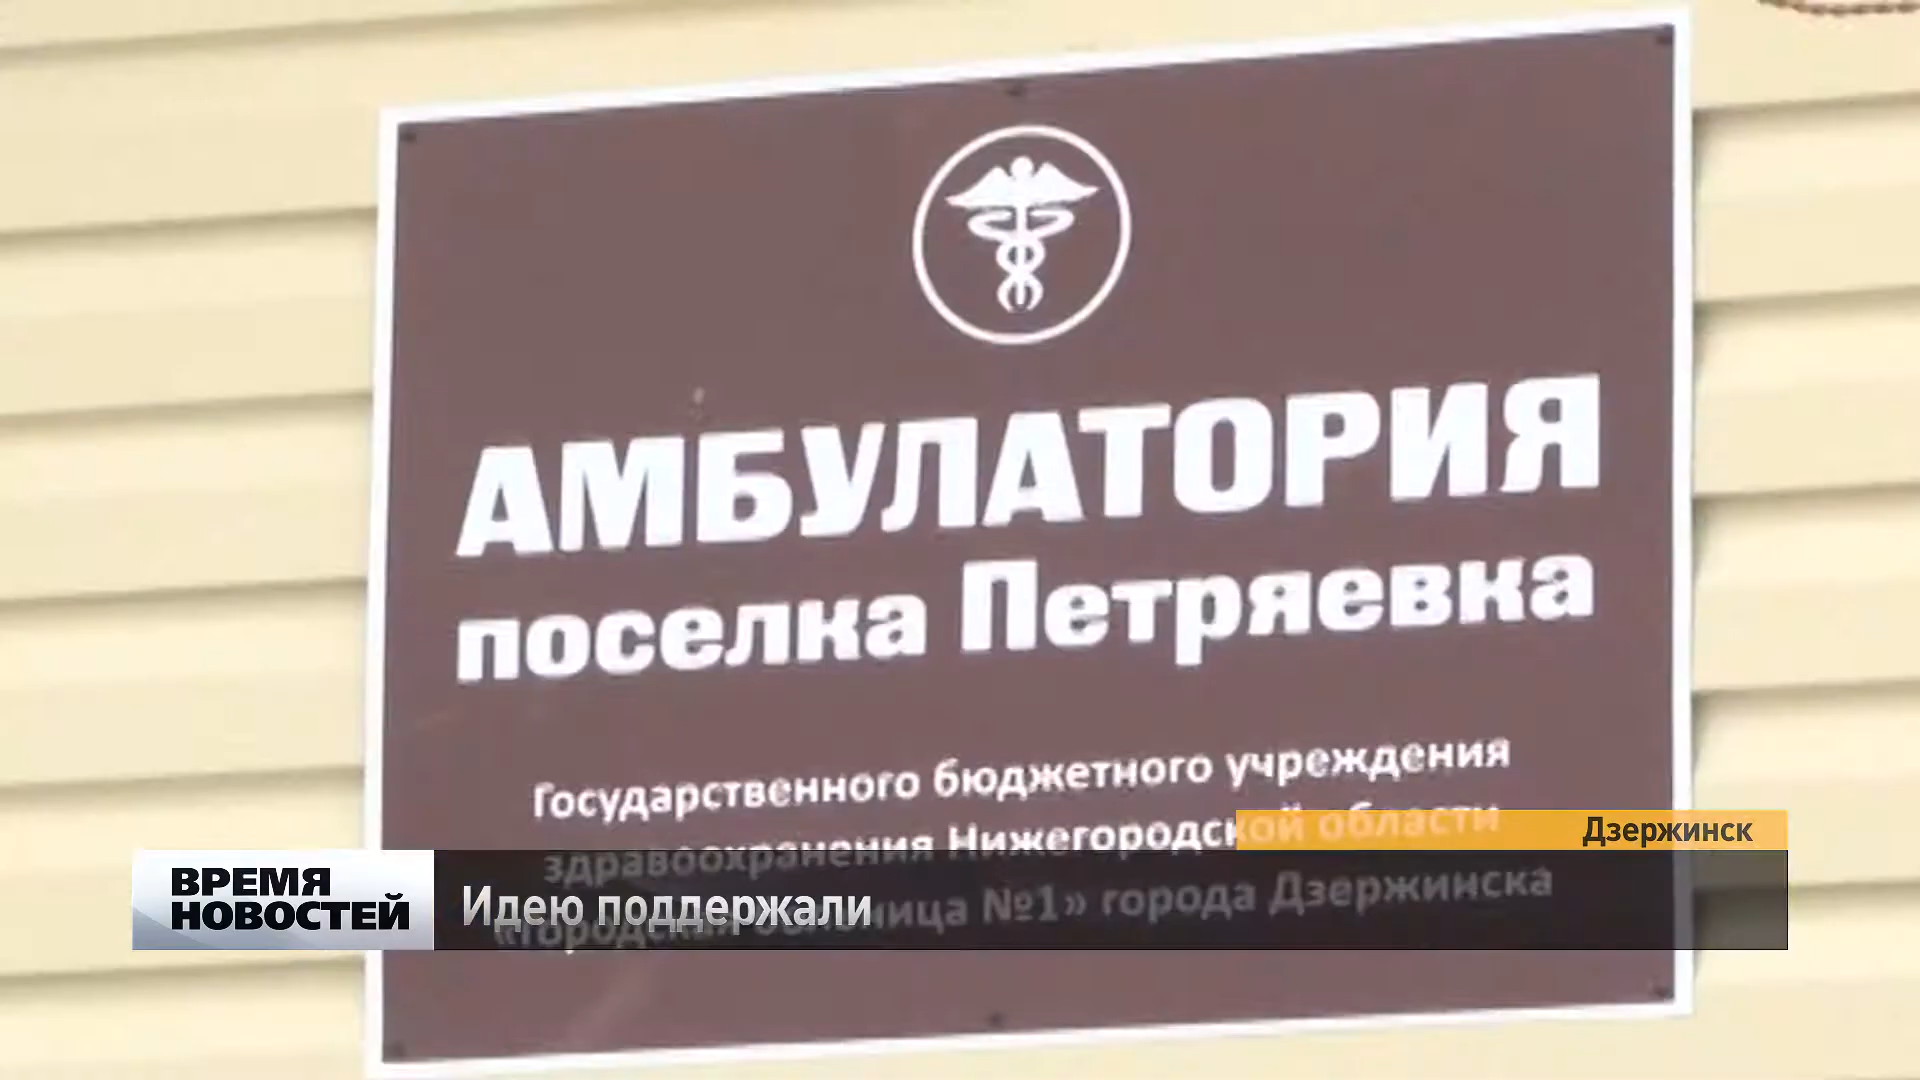 АМБУЛАТОРИЯ
поселка Петряевка
Государственного бюджетного учреждения
здравоохранения Нижегородской области
«Городская больница №1» города Дзержинска
Дзержинск
ВРЕМЯ
НОВОСТЕЙ
Идею поддержали